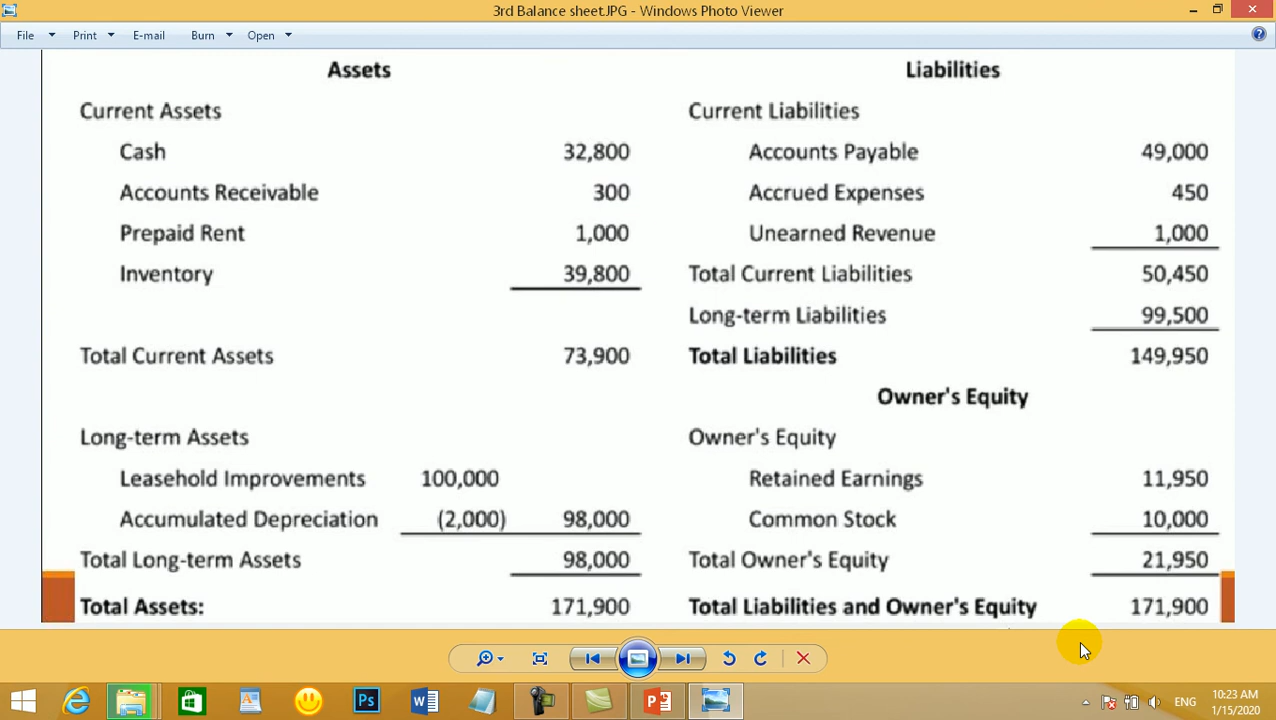 3rd Balance sheet.JPG - Windows Photo Viewer
File Print E-mail Burn Open
Assets
Current Assets
Cash 32,800
Accounts Receivable 300
Prepaid Rent 1,000
Inventory 39,800
Total Current Assets 73,900
Long-term Assets
Leasehold Improvements 100,000
Accumulated Depreciation (2,000) 98,000
Total Long-term Assets 98,000
Total Assets: 171,900
Liabilities
Current Liabilities
Accounts Payable 49,000
Accrued Expenses 450
Unearned Revenue 1,000
Total Current Liabilities 50,450
Long-term Liabilities 99,500
Total Liabilities 149,950
Owner's Equity
Owner's Equity
Retained Earnings 11,950
Common Stock 10,000
Total Owner's Equity 21,950
Total Liabilities and Owner's Equity 171,900
Ps
ENG
10:23 AM
1/15/2020